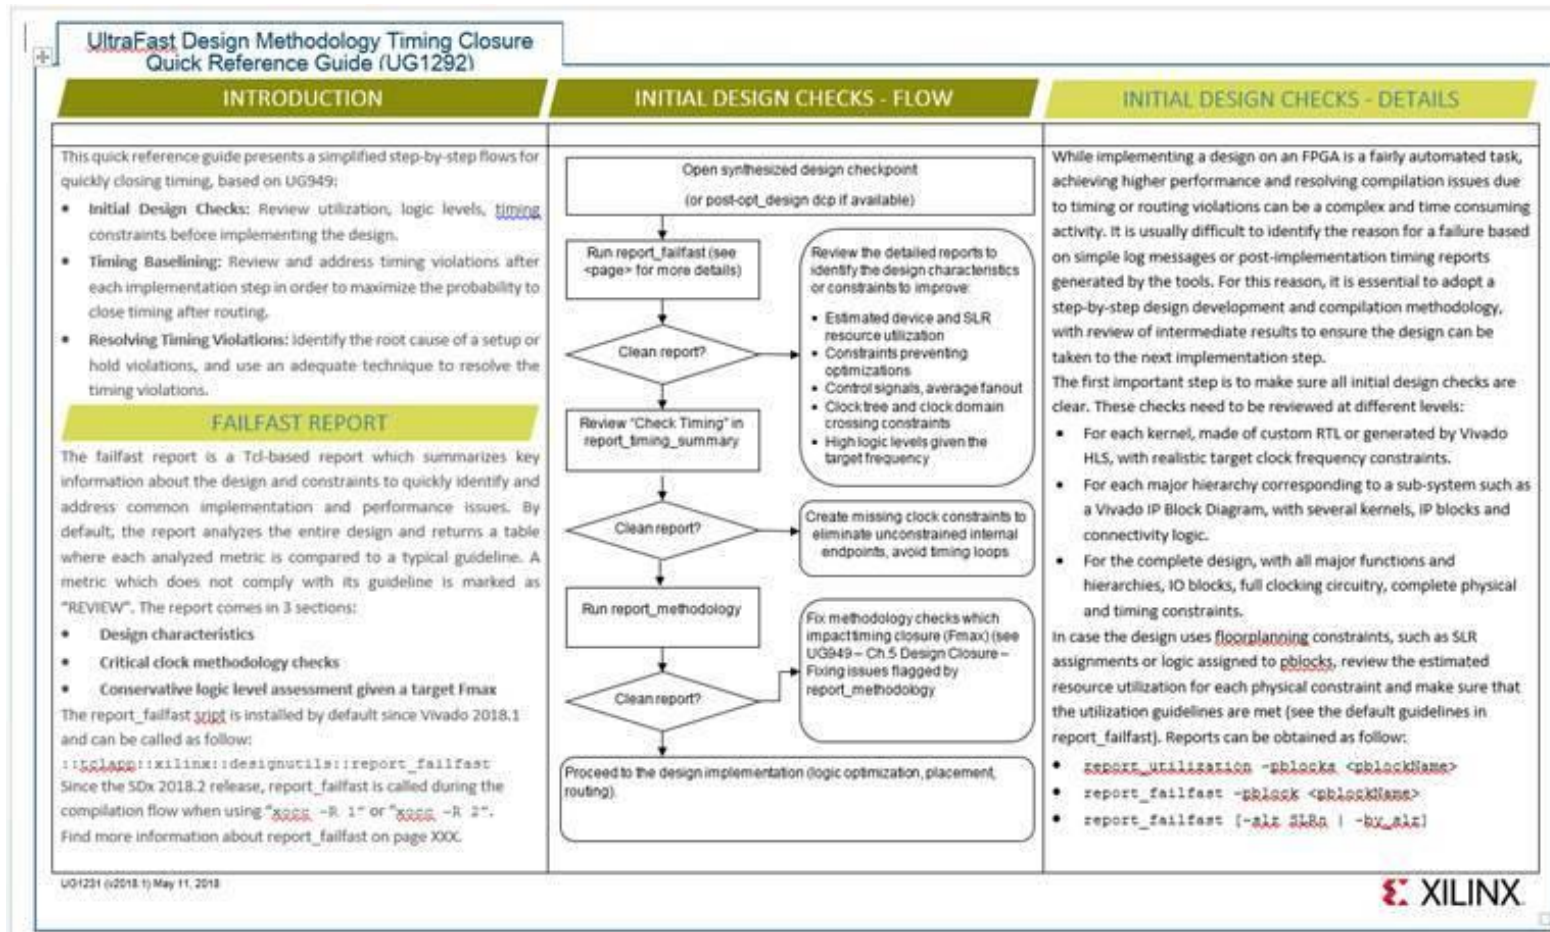 UltraFast Design Methodology Timing Closure
Quick Reference Guide (UG1292)
INTRODUCTION
This quick reference guide presents a simplified step-by-step flows for
quickly closing timing, based on UG949:
• Initial Design Checks: Review utilization, logic levels, timing
constraints before implementing the design.
• Timing Baselining: Review and address timing violations after
each implementation step in order to maximize the probability to
close timing after routing.
• Resolving Timing Violations: Identify the root cause of a setup or
hold violations, and use an adequate technique to resolve the
timing violations.
FAILFAST REPORT
The failfast report is a Tcl-based report which summarizes key
information about the design and constraints to quickly identify and
address common implementation and performance issues. By
default, the report analyzes the entire design and returns a table
where each analyzed metric is compared to a typical guideline. A
metric which does not comply with its guideline is marked as
"REVIEW". The report comes in 3 sections:
• Design characteristics
• Critical clock methodology checks
• Conservative logic level assessment given a target Fmax
The report_failfast sript is installed by default since Vivado 2018.1
and can be called as follow:
::tclapp::xilinx::designutils::report_failfast
Since the SDx 2018.2 release, report_failfast is called during the
compilation flow when using "xocc -R 1" or "xocc -R 2".
Find more information about report_failfast on page XXX.
INITIAL DESIGN CHECKS - FLOW
Open synthesized design checkpoint
(or post-opt_design dcp if available)
Run report_failfast (see
<page> for more details)
Clean report?
Review the detailed reports to
identify the design characteristics
or constraints to improve:
• Estimated device and SLR
resource utilization
• Constraints preventing
optimizations
• Control signals, average fanout
• Clock tree and clock domain
crossing constraints
• High logic levels given the
target frequency
Review "Check Timing" in
report_timing_summary
Clean report?
Create missing clock constraints to
eliminate unconstrained internal
endpoints, avoid timing loops
Run report_methodology
Clean report?
Fix methodology checks which
impact timing closure (Fmax) (see
UG949 – Ch.5 Design Closure –
Fixing issues flagged by
report_methodology
Proceed to the design implementation (logic optimization, placement,
routing).
INITIAL DESIGN CHECKS - DETAILS
While implementing a design on an FPGA is a fairly automated task,
achieving higher performance and resolving compilation issues due
to timing or routing violations can be a complex and time consuming
activity. It is usually difficult to identify the reason for a failure based
on simple log messages or post-implementation timing reports
generated by the tools. For this reason, it is essential to adopt a
step-by-step design development and compilation methodology,
with review of intermediate results to ensure the design can be
taken to the next implementation step.
The first important step is to make sure all initial design checks are
clear. These checks need to be reviewed at different levels:
• For each kernel, made of custom RTL or generated by Vivado
HLS, with realistic target clock frequency constraints.
• For each major hierarchy corresponding to a sub-system such as
a Vivado IP Block Diagram, with several kernels, IP blocks and
connectivity logic.
• For the complete design, with all major functions and
hierarchies, IO blocks, full clocking circuitry, complete physical
and timing constraints.
In case the design uses floorplanning constraints, such as SLR
assignments or logic assigned to pblocks, review the estimated
resource utilization for each physical constraint and make sure that
the utilization guidelines are met (see the default guidelines in
report_failfast). Reports can be obtained as follow:
• report_utilization -pblocks <pblockName>
• report_failfast -pblock <pblockName>
• report_failfast [-slr SLRn | -by_slr]
UG1231 (v2018.1) May 11, 2018
XILINX